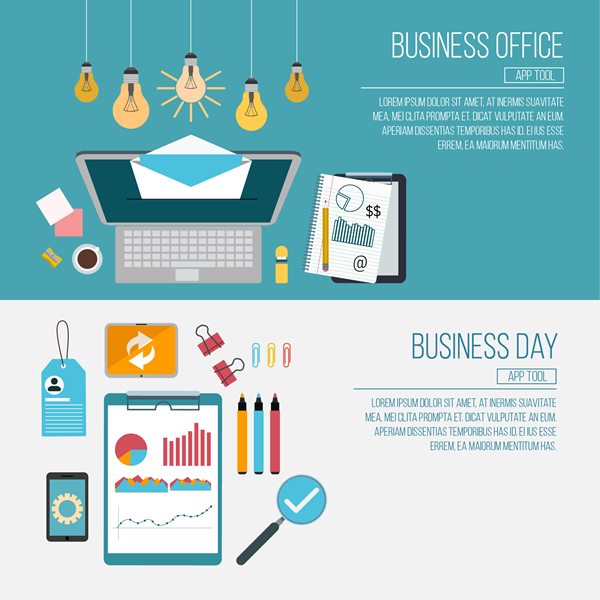 BUSINESS OFFICE
APP TOOL
LOREM IPSUM DOLOR SIT AMET, AT INERMIS SUAVITATE
MEA, MEI CLITA PROMPTA ET. DICAT VULPUTATE AN EUM.
APERIAM DISSENTIAS TEMPORIBUS HAS ID. EI IUS ESSE
ERREM, EA MAIORUM MENTITUM HAS.
$$
@
BUSINESS DAY
APP TOOL
LOREM IPSUM DOLOR SIT AMET, AT INERMIS SUAVITATE
MEA, MEI CLITA PROMPTA ET. DICAT VULPUTATE AN EUM.
APERIAM DISSENTIAS TEMPORIBUS HAS ID. EI IUS ESSE
ERREM, EA MAIORUM MENTITUM HAS.